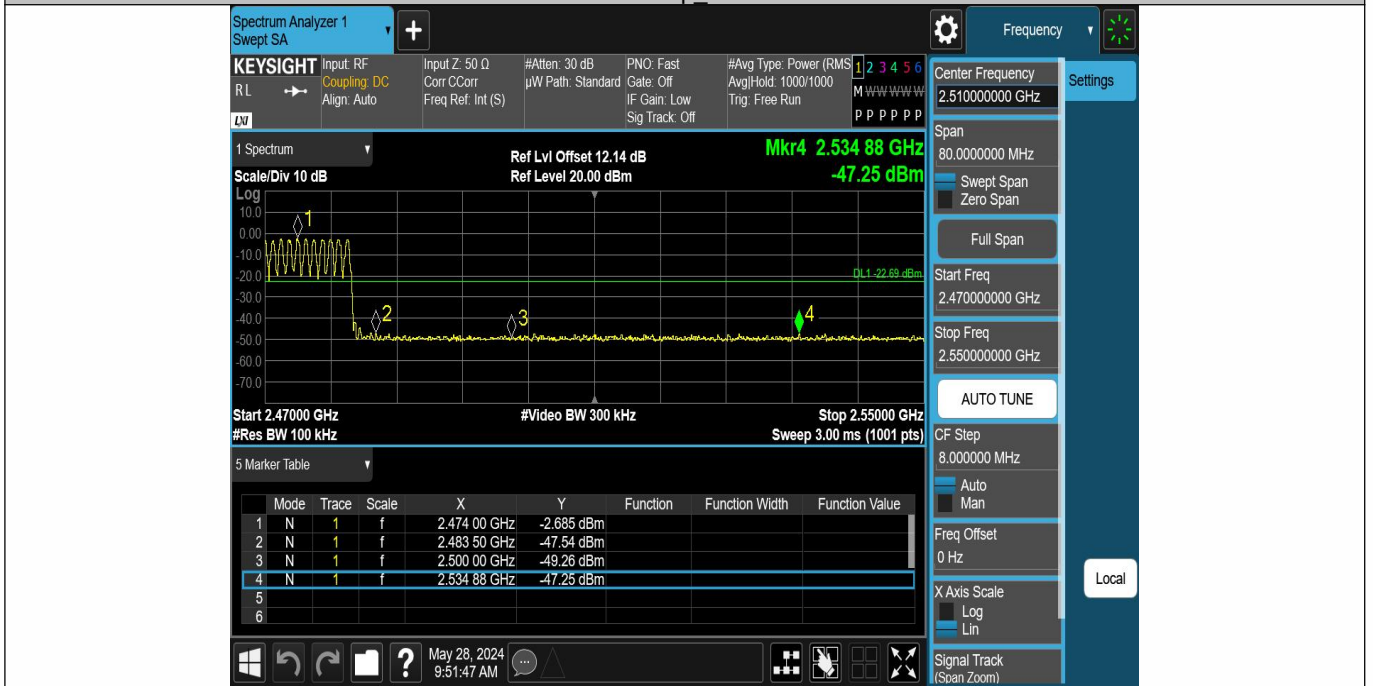 Spectrum Analyzer 1
Swept SA
+
Frequency
KEYSIGHT
RL
LXI
Input: RF
Coupling: DC
Align: Auto
Input Z: 50 Ω
Corr CCorr
Freq Ref: Int (S)
#Atten: 30 dB
µW Path: Standard
PNO: Fast
Gate: Off
IF Gain: Low
Sig Track: Off
#Avg Type: Power (RMS
Avg|Hold: 1000/1000
Trig: Free Run
1 2 3 4 5 6
M W W W W W
P P P P P P
1 Spectrum
Scale/Div 10 dB
Ref Lvl Offset 12.14 dB
Ref Level 20.00 dBm
Mkr4 2.534 88 GHz
-47.25 dBm
Log
10.0
0.00
-10.0
-20.0
-30.0
-40.0
-50.0
-60.0
-70.0
1
2
3
4
DL1 -22.69 dBm
Start 2.47000 GHz
#Video BW 300 kHz
Stop 2.55000 GHz
#Res BW 100 kHz
Sweep 3.00 ms (1001 pts)
5 Marker Table
Mode Trace Scale X Y Function Function Width Function Value
1 N 1 f 2.474 00 GHz -2.685 dBm
2 N 1 f 2.483 50 GHz -47.54 dBm
3 N 1 f 2.500 00 GHz -49.26 dBm
4 N 1 f 2.534 88 GHz -47.25 dBm
5
6
?
May 28, 2024
9:51:47 AM
Center Frequency
2.510000000 GHz
Settings
Span
80.0000000 MHz
Swept Span
Zero Span
Full Span
Start Freq
2.470000000 GHz
Stop Freq
2.550000000 GHz
AUTO TUNE
CF Step
8.000000 MHz
Auto
Man
Freq Offset
0 Hz
Local
X Axis Scale
Log
Lin
Signal Track
(Span Zoom)